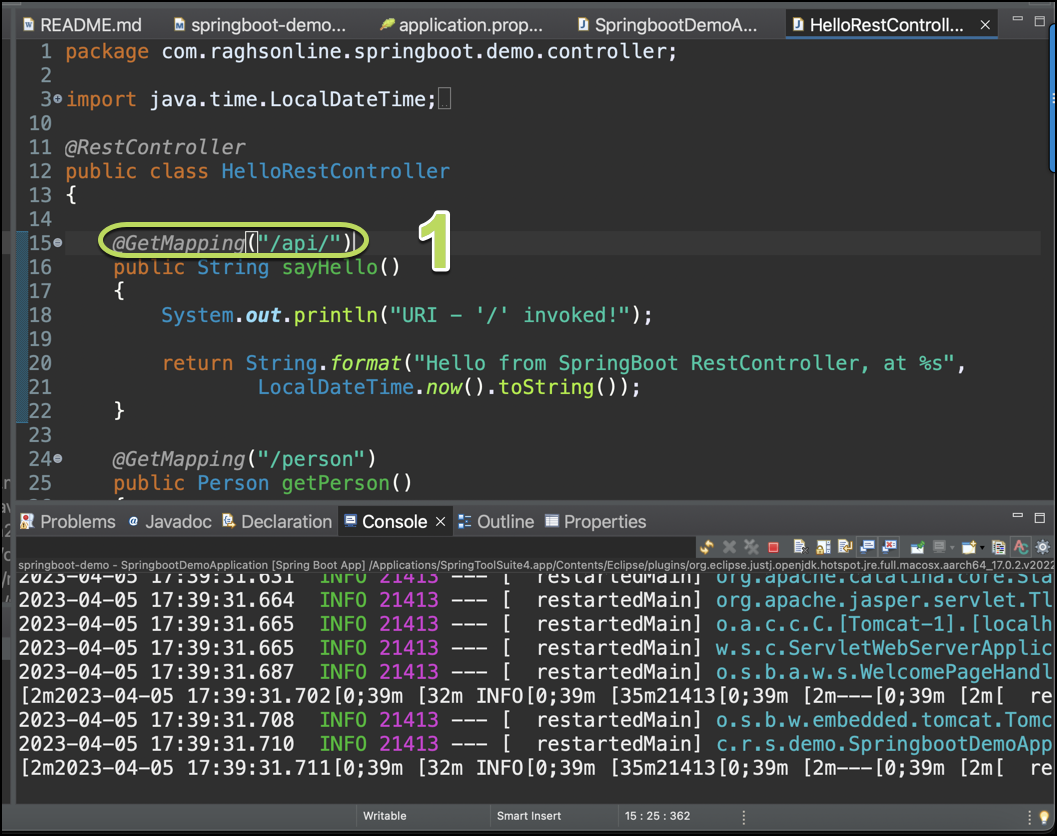 README.md springboot-demo... application.prop... SpringbootDemoA... HelloRestControll...
1 package com.raghsonline.springboot.demo.controller;
2
3 import java.time.LocalDateTime;
10
11 @RestController
12 public class HelloRestController
13 {
14
15 @GetMapping("/api/") 1
16 public String sayHello()
17 {
18 System.out.println("URI - '/' invoked!");
19
20 return String.format("Hello from SpringBoot RestController, at %s",
21 LocalDateTime.now().toString());
22 }
23
24 @GetMapping("/person")
25 public Person getPerson()
Problems Javadoc Declaration Console Outline Properties
springboot-demo - SpringbootDemoApplication [Spring Boot App] /Applications/SpringToolSuite4.app/Contents/Eclipse/plugins/org.eclipse.justj.openjdk.hotspot.jre.full.macosx.aarch64_17.0.2.v2022
2023-04-05 17:39:31.631 INFO 21413 --- [ restartedMain] org.apache.catalina.core.Sta
2023-04-05 17:39:31.664 INFO 21413 --- [ restartedMain] org.apache.jasper.servlet.Tl
2023-04-05 17:39:31.665 INFO 21413 --- [ restartedMain] o.a.c.c.C.[Tomcat-1].[localh
2023-04-05 17:39:31.665 INFO 21413 --- [ restartedMain] w.s.c.ServletWebServerApplic
2023-04-05 17:39:31.687 INFO 21413 --- [ restartedMain] o.s.b.a.w.s.WelcomePageHandl
[2m2023-04-05 17:39:31.702[0;39m [32m INFO[0;39m [35m21413[0;39m [2m---[0;39m [2m[ re
2023-04-05 17:39:31.708 INFO 21413 --- [ restartedMain] o.s.b.w.embedded.tomcat.Tomc
2023-04-05 17:39:31.710 INFO 21413 --- [ restartedMain] c.r.s.demo.SpringbootDemoApp
[2m2023-04-05 17:39:31.711[0;39m [32m INFO[0;39m [35m21413[0;39m [2m---[0;39m [2m[ re
Writable Smart Insert 15 : 25 : 362